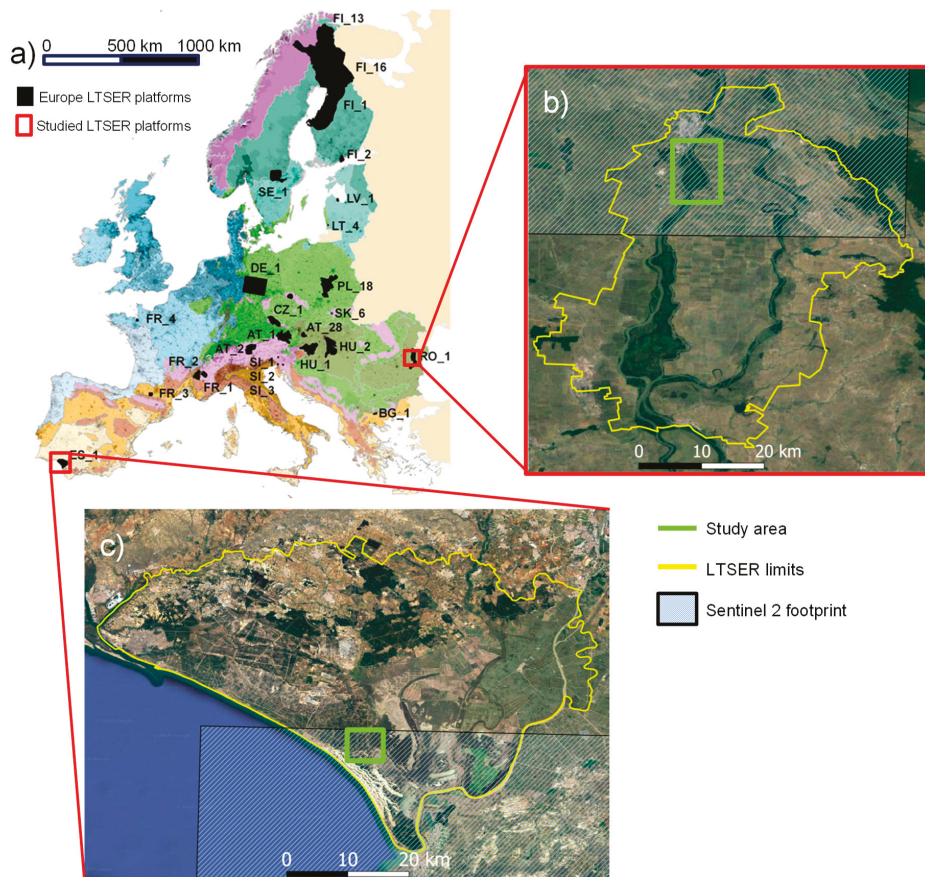 a)
0 500 km 1000 km
Europe LTSER platforms
Studied LTSER platforms
FI_13
FI_16
FI_1
FI_2
SE_1
LV_1
LT_4
DE_1
PL_18
CZ_1
SK_6
FR_4
AT_1
AT_28
AT_2
HU_2
HU_1
RO_1
FR_2
SI_1
FR_1
SI_2
FR_3
SI_3
BG_1
ES_1
b)
0 10 20 km
c)
0 10 20 km
Study area
LTSER limits
Sentinel 2 footprint